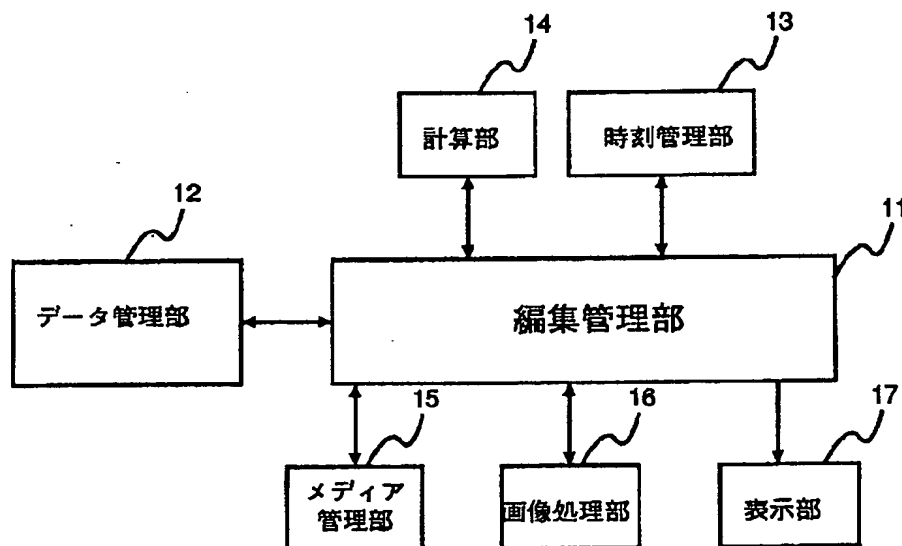 14
13
計算部
時刻管理部
12
11
データ管理部
編集管理部
15
16
17
メディア
管理部
画像処理部
表示部